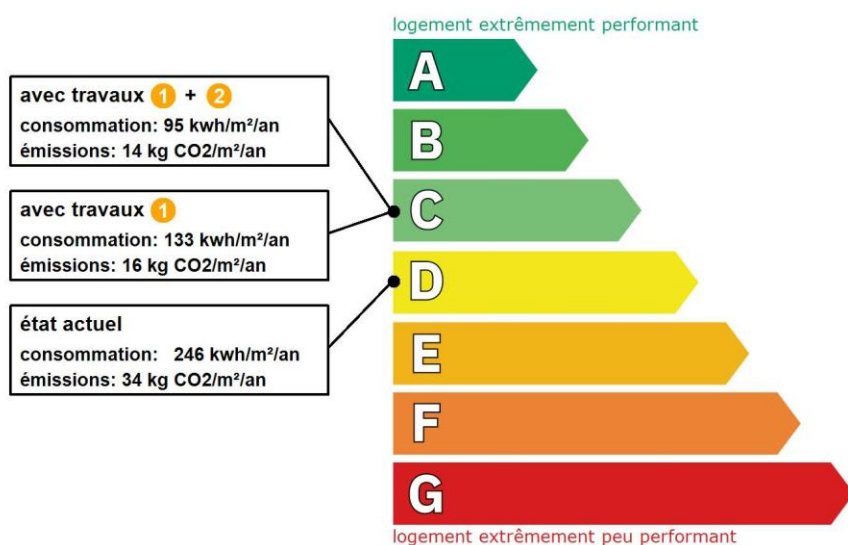 logement extrêmement performant
A
B
C
D
E
F
G
logement extrêmement peu performant
avec travaux 1 + 2
consommation: 95 kwh/m²/an
émissions: 14 kg CO2/m²/an
avec travaux 1
consommation: 133 kwh/m²/an
émissions: 16 kg CO2/m²/an
état actuel
consommation: 246 kwh/m²/an
émissions: 34 kg CO2/m²/an